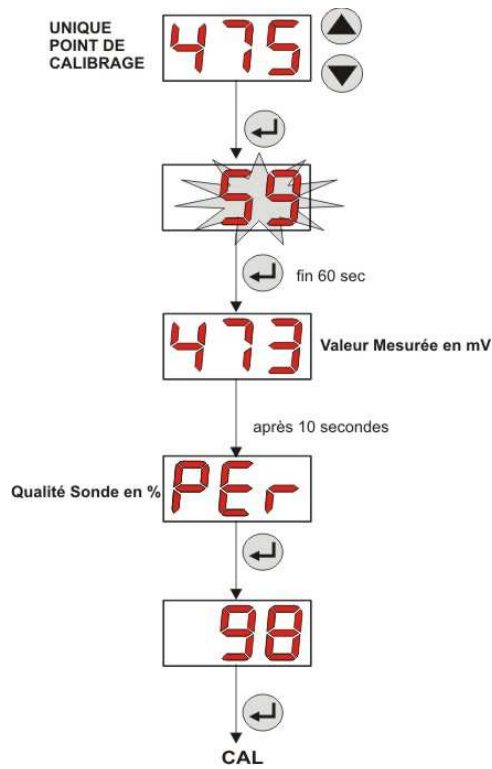 UNIQUE
POINT DE
CALIBRAGE
475
59
fin 60 sec
473
Valeur Mesurée en mV
après 10 secondes
Qualité Sonde en %
PEr
98
CAL